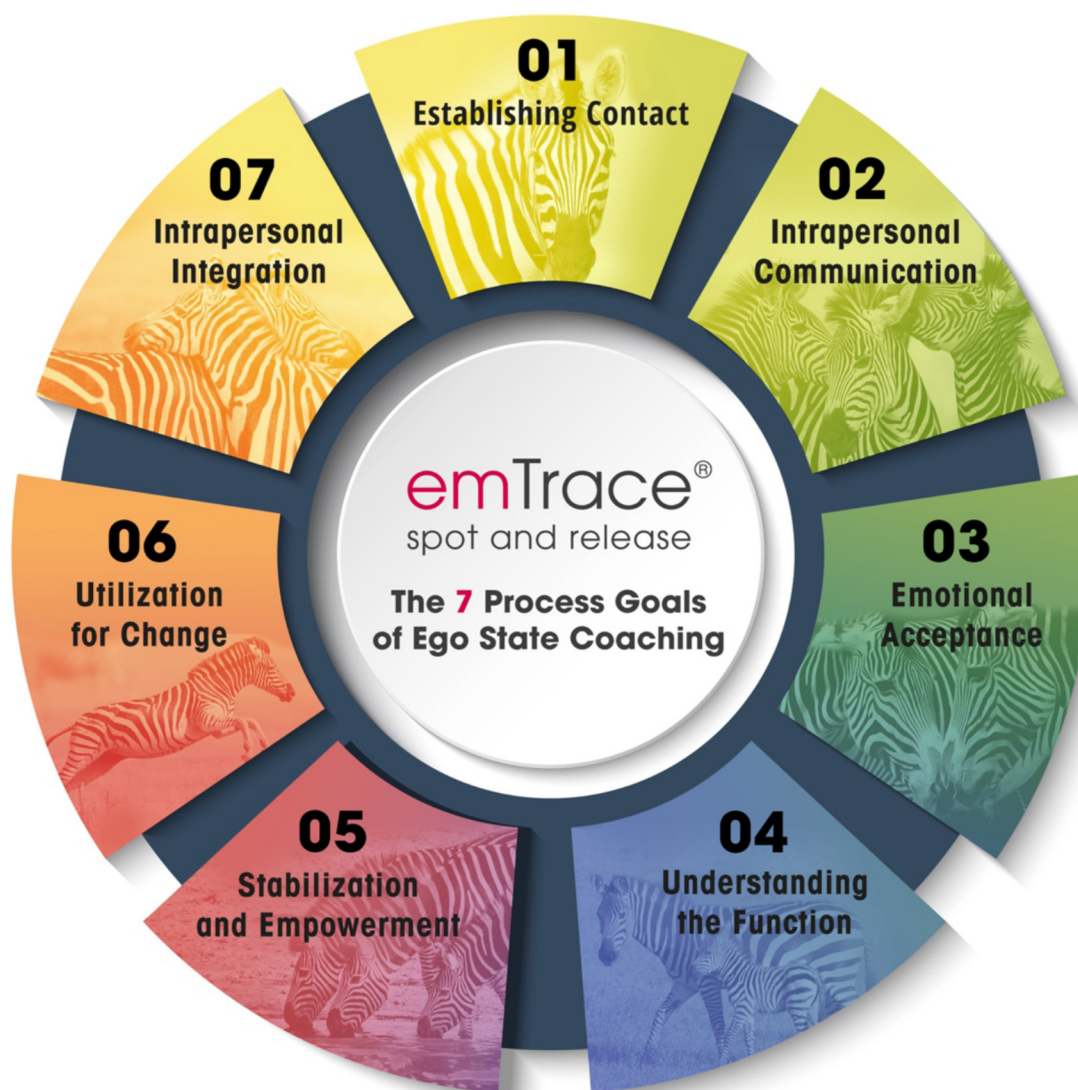 01
Establishing Contact
02
Intrapersonal
Communication
03
Emotional
Acceptance
04
Understanding
the Function
05
Stabilization
and Empowerment
06
Utilization
for Change
07
Intrapersonal
Integration
emTrace®
spot and release
The 7 Process Goals
of Ego State Coaching